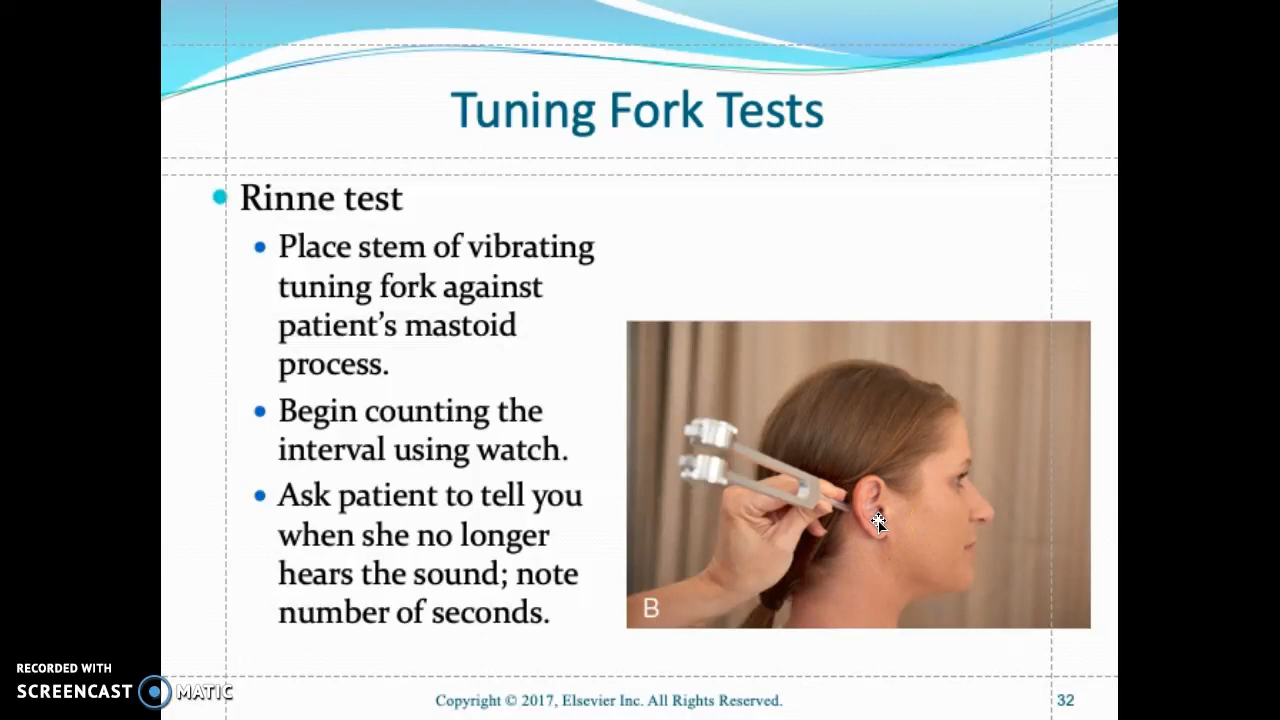 Tuning Fork Tests
Rinne test
Place stem of vibrating
tuning fork against
patient’s mastoid
process.
Begin counting the
interval using watch.
Ask patient to tell you
when she no longer
hears the sound; note
number of seconds.
B
RECORDED WITH
SCREENCAST MATIC
Copyright © 2017, Elsevier Inc. All Rights Reserved.
32